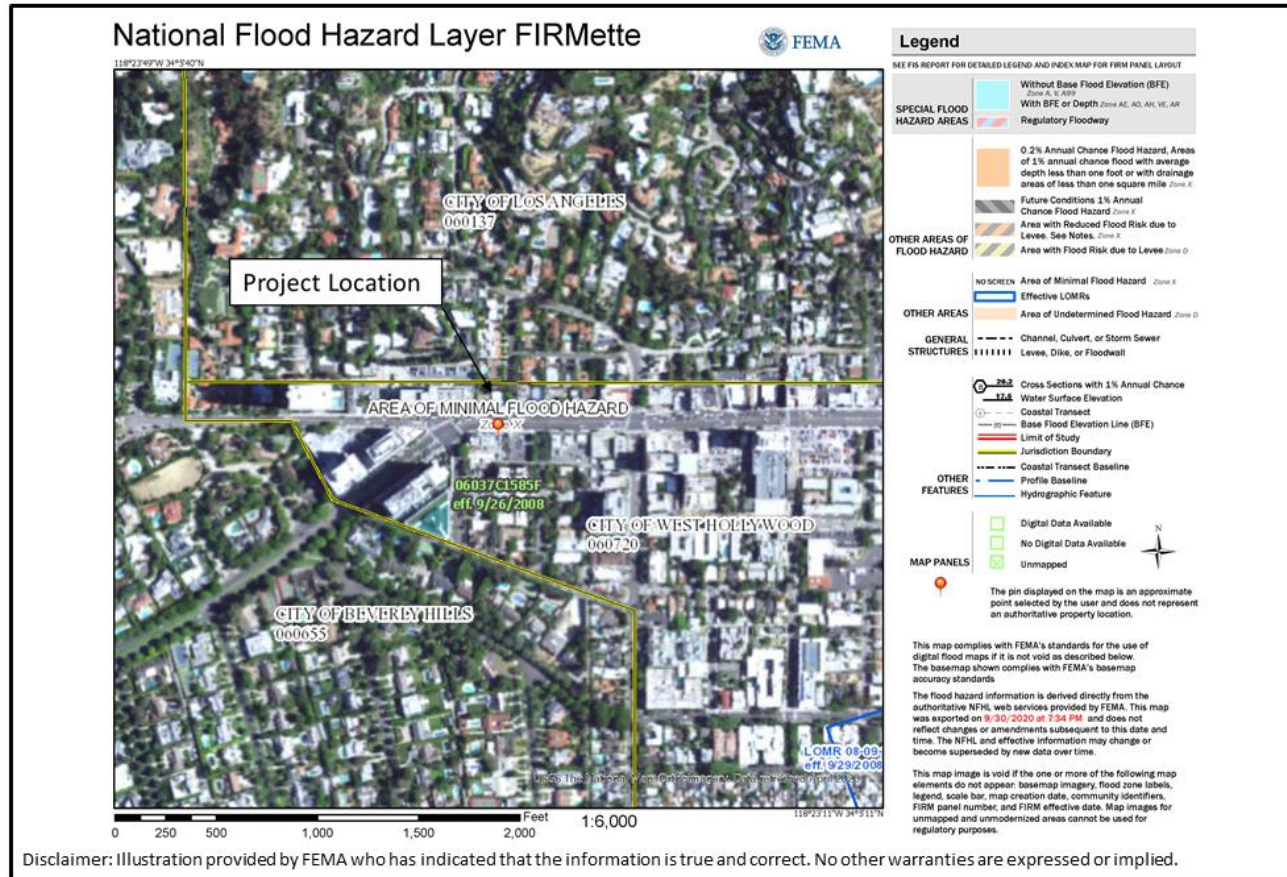 National Flood Hazard Layer FIRMette
FEMA
118°23'49"W 34°5'40"N
CITY OF LOS ANGELES
060137
Project Location
AREA OF MINIMAL FLOOD HAZARD
Zone X
06037C1585F
eff. 9/26/2008
CITY OF WEST HOLLYWOOD
060720
CITY OF BEVERLY HILLS
060655
LOMR 08-09-
eff. 9/29/2008
118°23'11"W 34°5'11"N
Feet
1:6,000
0 250 500 1,000 1,500 2,000
Legend
SEE FIS REPORT FOR DETAILED LEGEND AND INDEX MAP FOR FIRM PANEL LAYOUT
SPECIAL FLOOD
HAZARD AREAS
Without Base Flood Elevation (BFE)
Zone A, V, A99
With BFE or Depth Zone AE, AO, AH, VE, AR
Regulatory Floodway
OTHER AREAS OF
FLOOD HAZARD
0.2% Annual Chance Flood Hazard, Areas
of 1% annual chance flood with average
depth less than one foot or with drainage
areas of less than one square mile Zone X
Future Conditions 1% Annual
Chance Flood Hazard Zone X
Area with Reduced Flood Risk due to
Levee. See Notes. Zone X
Area with Flood Risk due to Levee Zone D
OTHER AREAS
NO SCREEN Area of Minimal Flood Hazard Zone X
Effective LOMRs
Area of Undetermined Flood Hazard Zone D
GENERAL
STRUCTURES
Channel, Culvert, or Storm Sewer
Levee, Dike, or Floodwall
OTHER
FEATURES
20.2 Cross Sections with 1% Annual Chance
17.5 Water Surface Elevation
Coastal Transect
Base Flood Elevation Line (BFE)
Limit of Study
Jurisdiction Boundary
Coastal Transect Baseline
Profile Baseline
Hydrographic Feature
MAP PANELS
Digital Data Available
No Digital Data Available
Unmapped
N
The pin displayed on the map is an approximate
point selected by the user and does not represent
an authoritative property location.
This map complies with FEMA's standards for the use of
digital flood maps if it is not void as described below.
The basemap shown complies with FEMA's basemap
accuracy standards
The flood hazard information is derived directly from the
authoritative NFHL web services provided by FEMA. This map
was exported on 9/30/2020 at 7:34 PM and does not
reflect changes or amendments subsequent to this date and
time. The NFHL and effective information may change or
become superseded by new data over time.
This map image is void if the one or more of the following map
elements do not appear: basemap imagery, flood zone labels,
legend, scale bar, map creation date, community identifiers,
FIRM panel number, and FIRM effective date. Map images for
unmapped and unmodernized areas cannot be used for
regulatory purposes.
Disclaimer: Illustration provided by FEMA who has indicated that the information is true and correct. No other warranties are expressed or implied.